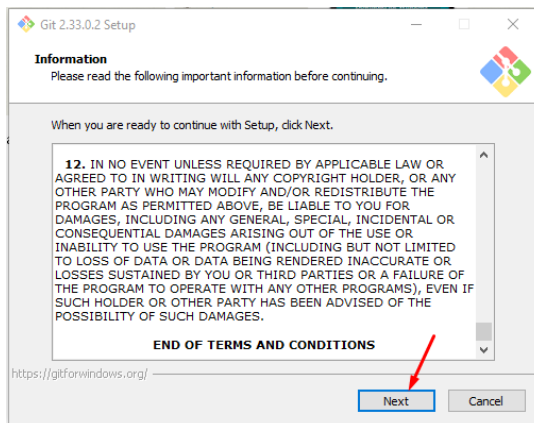 Git 2.33.0.2 Setup
Information
Please read the following important information before continuing.
When you are ready to continue with Setup, click Next.
12. IN NO EVENT UNLESS REQUIRED BY APPLICABLE LAW OR
AGREED TO IN WRITING WILL ANY COPYRIGHT HOLDER, OR ANY
OTHER PARTY WHO MAY MODIFY AND/OR REDISTRIBUTE THE
PROGRAM AS PERMITTED ABOVE, BE LIABLE TO YOU FOR
DAMAGES, INCLUDING ANY GENERAL, SPECIAL, INCIDENTAL OR
CONSEQUENTIAL DAMAGES ARISING OUT OF THE USE OR
INABILITY TO USE THE PROGRAM (INCLUDING BUT NOT LIMITED
TO LOSS OF DATA OR DATA BEING RENDERED INACCURATE OR
LOSSES SUSTAINED BY YOU OR THIRD PARTIES OR A FAILURE OF
THE PROGRAM TO OPERATE WITH ANY OTHER PROGRAMS), EVEN IF
SUCH HOLDER OR OTHER PARTY HAS BEEN ADVISED OF THE
POSSIBILITY OF SUCH DAMAGES.
END OF TERMS AND CONDITIONS
https://gitforwindows.org/
Next
Cancel